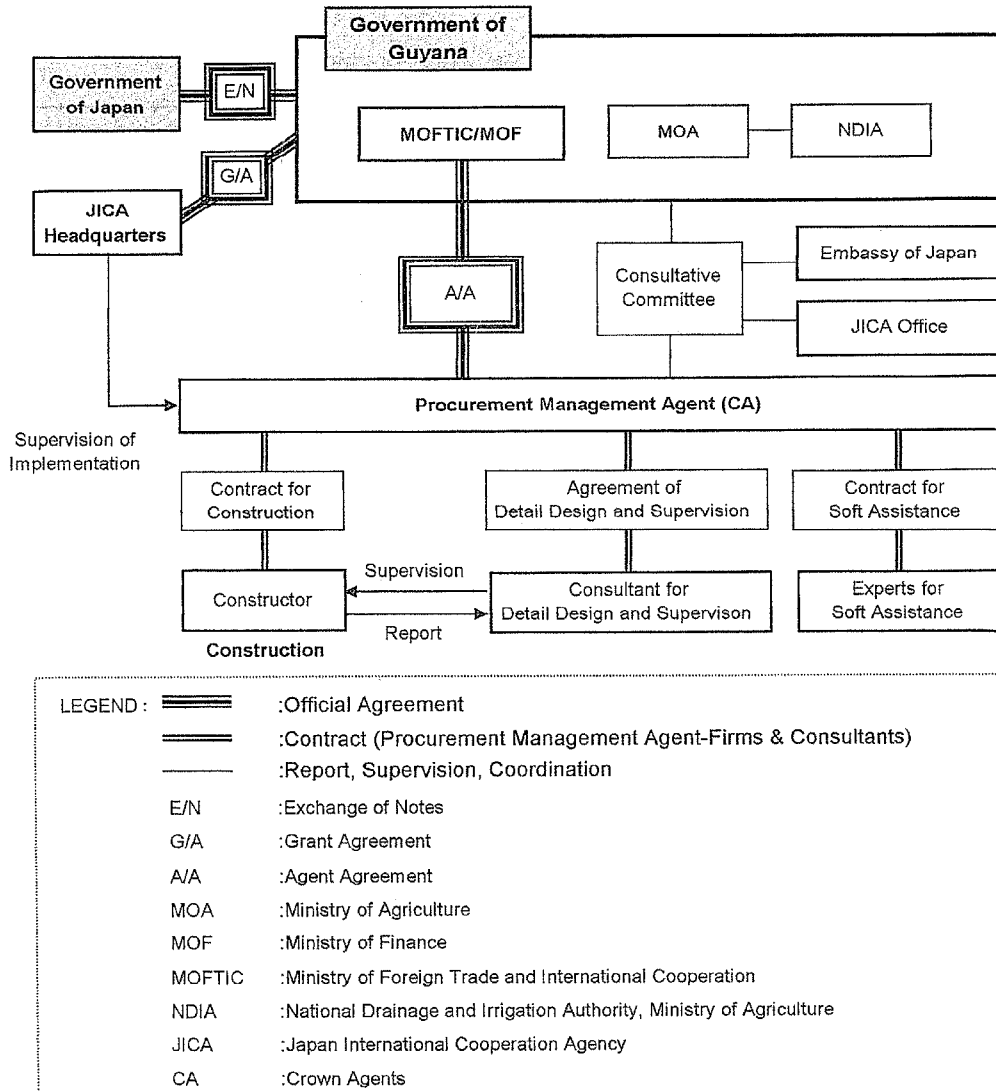 Government of
Guyana
Government
of Japan
E/N
MOFTIC/MOF
MOA
NDIA
G/A
JICA
Headquarters
A/A
Consultative
Committee
Embassy of Japan
JICA Office
Procurement Management Agent (CA)
Supervision of
Implementation
Contract for
Construction
Agreement of
Detail Design and Supervision
Contract for
Soft Assistance
Constructor
Supervision
Report
Consultant for
Detail Design and Supervison
Experts for
Soft Assistance
Construction
LEGEND :
:Official Agreement
:Contract (Procurement Management Agent-Firms & Consultants)
:Report, Supervision, Coordination
E/N :Exchange of Notes
G/A :Grant Agreement
A/A :Agent Agreement
MOA :Ministry of Agriculture
MOF :Ministry of Finance
MOFTIC :Ministry of Foreign Trade and International Cooperation
NDIA :National Drainage and Irrigation Authority, Ministry of Agriculture
JICA :Japan International Cooperation Agency
CA :Crown Agents